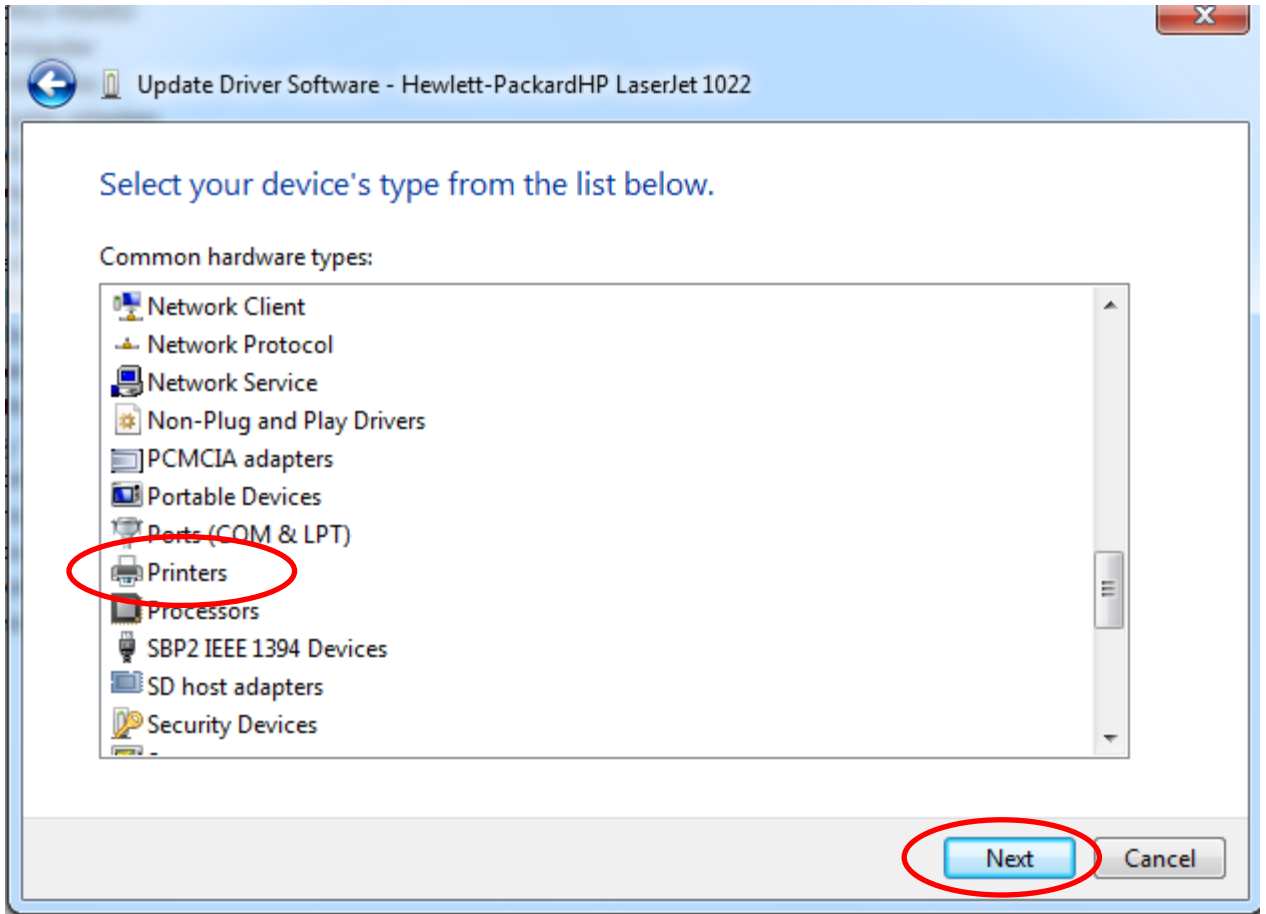 Update Driver Software - Hewlett-PackardHP LaserJet 1022
Select your device's type from the list below.
Common hardware types:
Network Client
Network Protocol
Network Service
Non-Plug and Play Drivers
PCMCIA adapters
Portable Devices
Ports (COM & LPT)
Printers
Processors
SBP2 IEEE 1394 Devices
SD host adapters
Security Devices
Next
Cancel